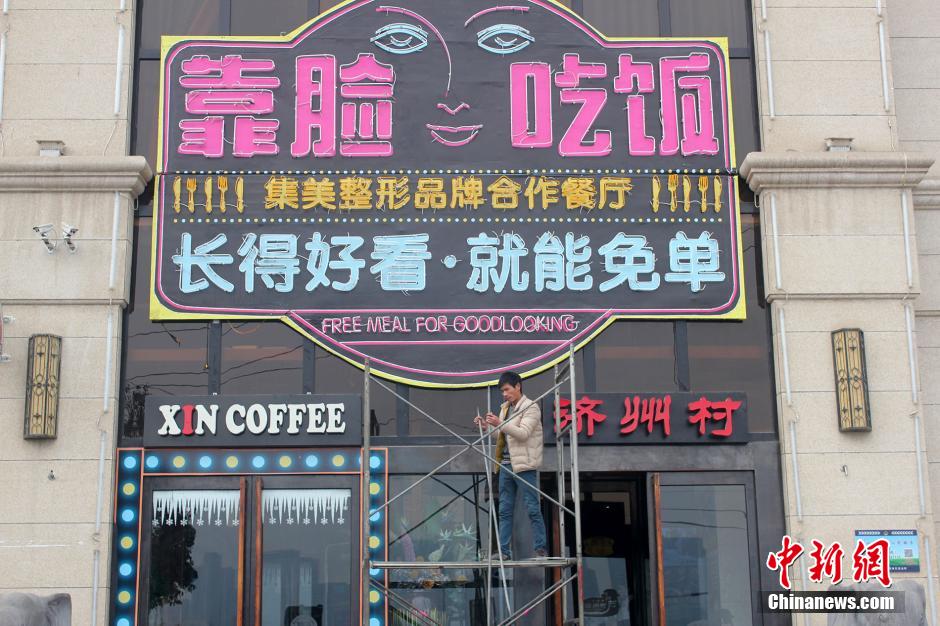 靠脸 吃饭
集美整形品牌合作餐厅
长得好看·就能免单
FREE MEAL FOR GOODLOOKING
XIN COFFEE
济州村
中新网
Chinanews.com